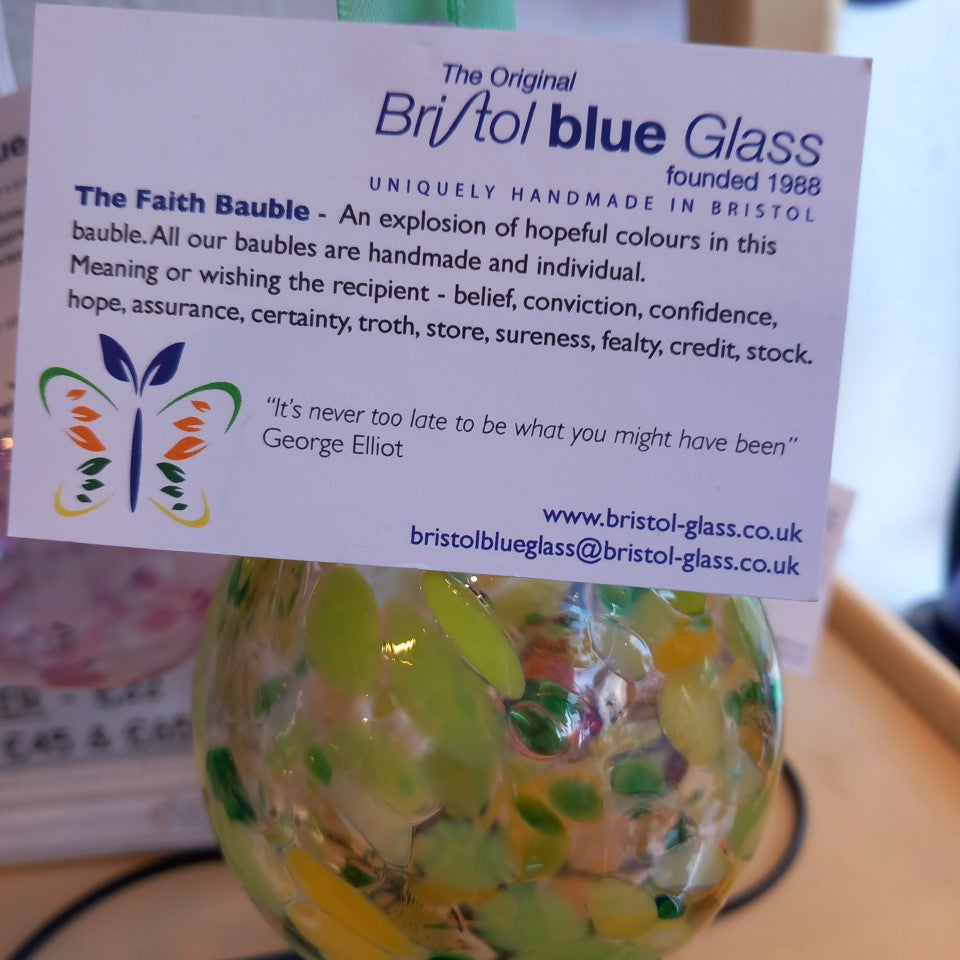 The Original
Bristol blue Glass
founded 1988
UNIQUELY HANDMADE IN BRISTOL
The Faith Bauble - An explosion of hopeful colours in this
bauble. All our baubles are handmade and individual.
Meaning or wishing the recipient - belief, conviction, confidence,
hope, assurance, certainty, troth, store, sureness, fealty, credit, stock.
"It's never too late to be what you might have been"
George Elliot
www.bristol-glass.co.uk
bristolblueglass@bristol-glass.co.uk